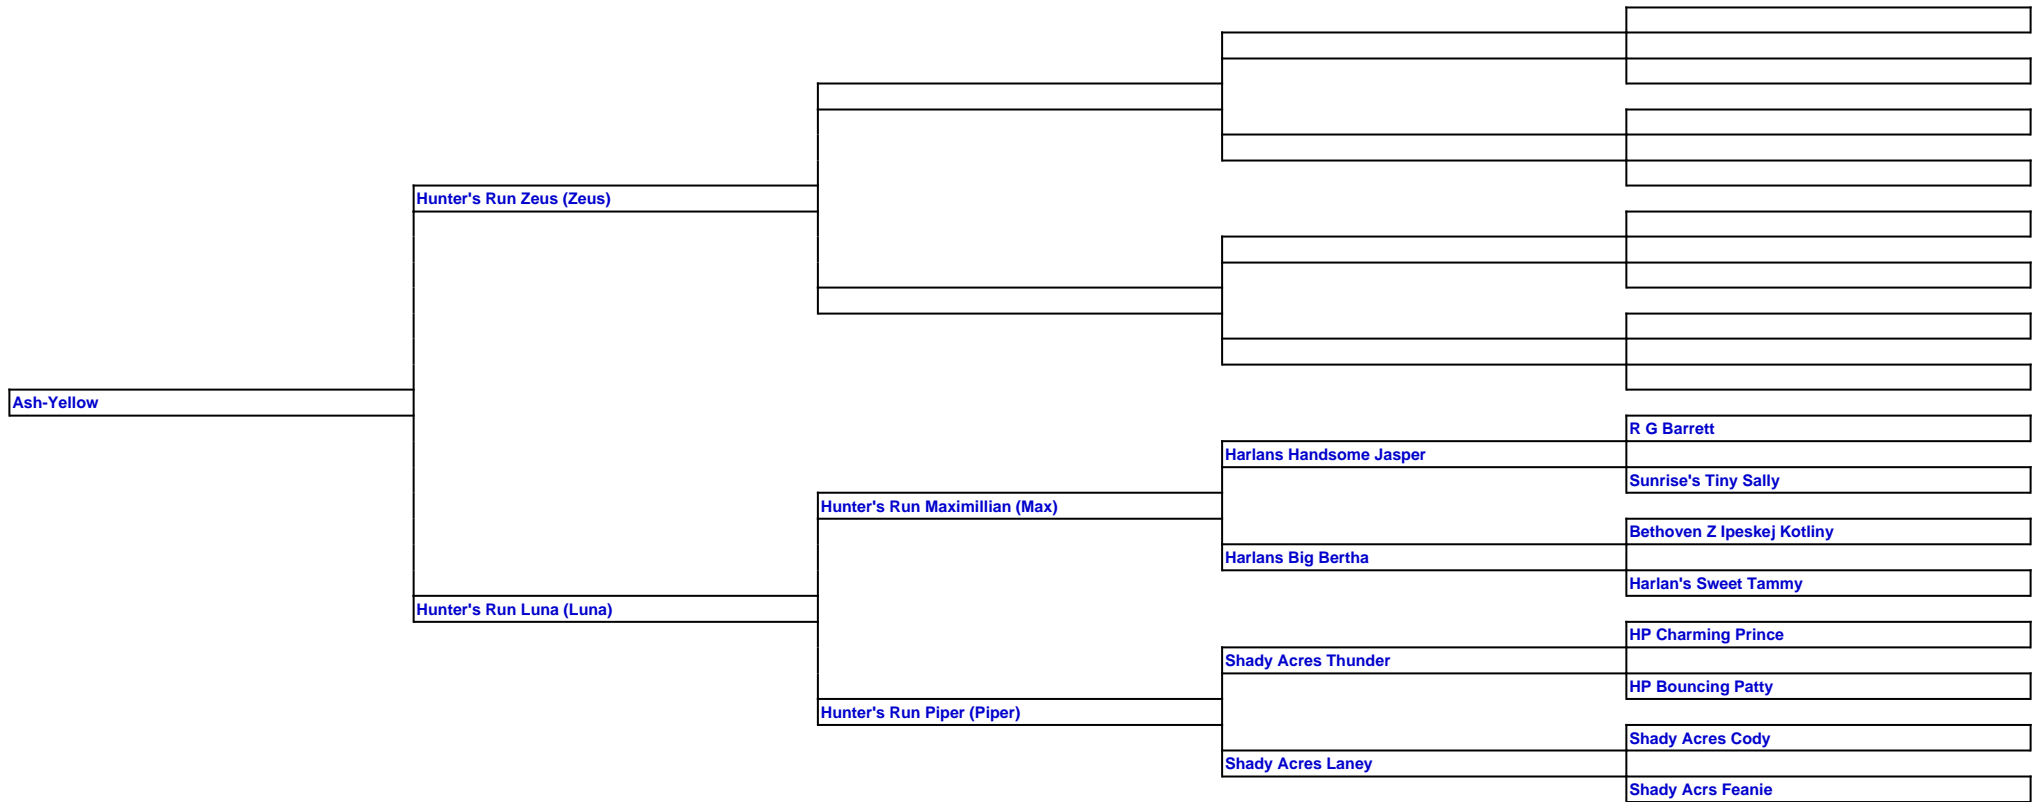 Hunter's Run Zeus (Zeus)
Ash-Yellow
R G Barrett
Harlans Handsome Jasper
Sunrise's Tiny Sally
Hunter's Run Maximillian (Max)
Bethoven Z Ipeskej Kotliny
Harlans Big Bertha
Harlan's Sweet Tammy
Hunter's Run Luna (Luna)
HP Charming Prince
Shady Acres Thunder
HP Bouncing Patty
Hunter's Run Piper (Piper)
Shady Acres Cody
Shady Acres Laney
Shady Acrs Feanie